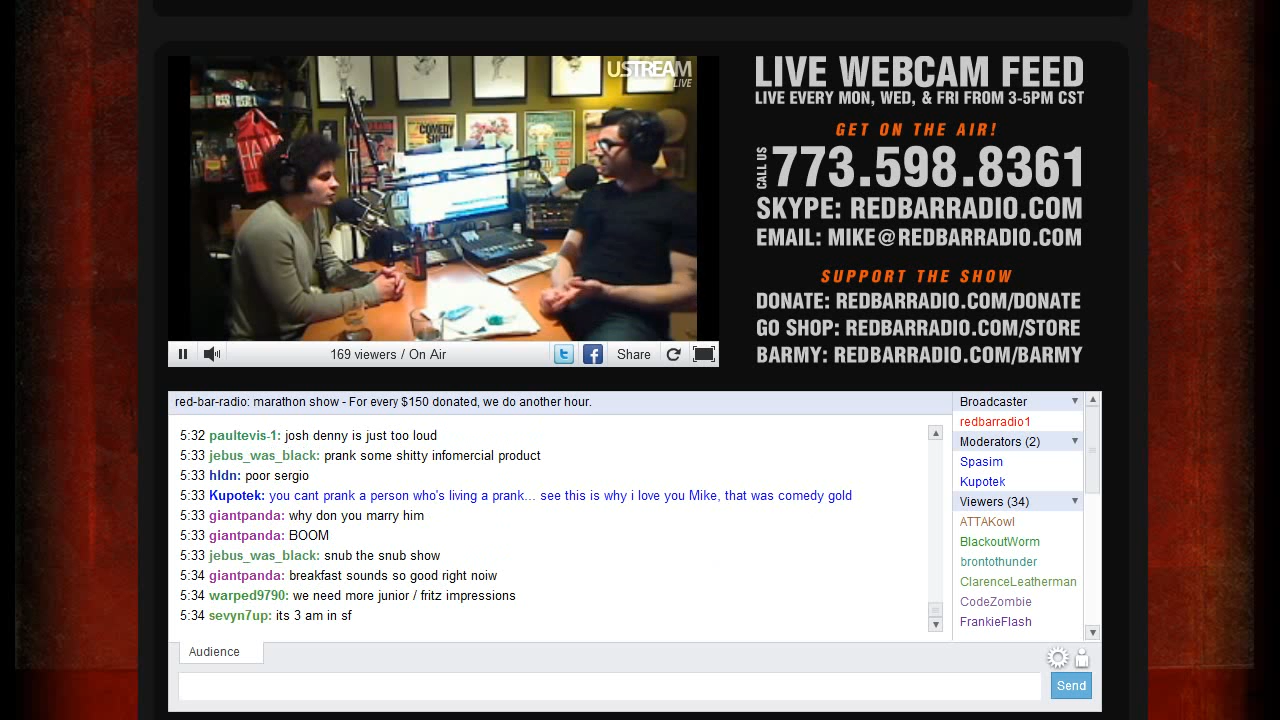 USTREAM
LIVE
COMEDY
LIVE WEBCAM FEED
LIVE EVERY MON, WED, & FRI FROM 3-5PM CST
GET ON THE AIR!
CALL US
773.598.8361
SKYPE: REDBARRADIO.COM
EMAIL: MIKE@REDBARRADIO.COM
SUPPORT THE SHOW
DONATE: REDBARRADIO.COM/DONATE
GO SHOP: REDBARRADIO.COM/STORE
BARMY: REDBARRADIO.COM/BARMY
169 viewers / On Air
Share
red-bar-radio: marathon show - For every $150 donated, we do another hour.
5:32 paultevis-1: josh denny is just too loud
5:33 jebus_was_black: prank some shitty infomercial product
5:33 hldn: poor sergio
5:33 Kupotek: you cant prank a person who's living a prank... see this is why i love you Mike, that was comedy gold
5:33 giantpanda: why don you marry him
5:33 giantpanda: BOOM
5:33 jebus_was_black: snub the snub show
5:34 giantpanda: breakfast sounds so good right noiw
5:34 warped9790: we need more junior / fritz impressions
5:34 sevyn7up: its 3 am in sf
Broadcaster
redbarradio1
Moderators (2)
Spasim
Kupotek
Viewers (34)
ATTAKowl
BlackoutWorm
brontothunder
ClarenceLeatherman
CodeZombie
FrankieFlash
Audience
Send